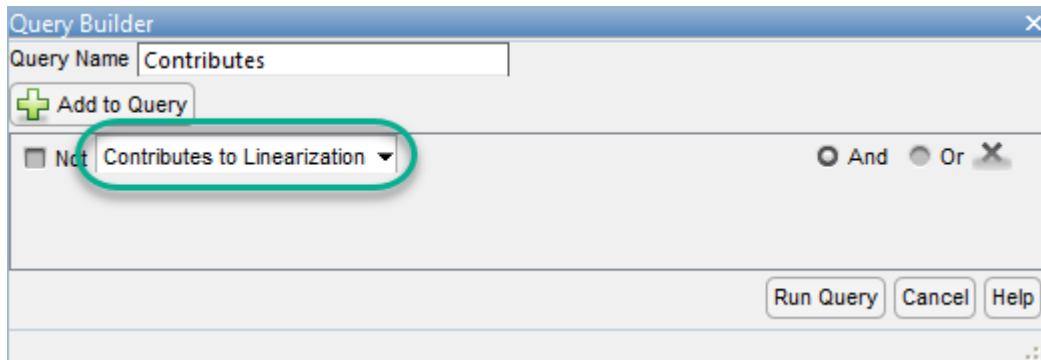 Query Builder
Query Name Contributes
Add to Query
Not Contributes to Linearization And Or
Run Query Cancel Help